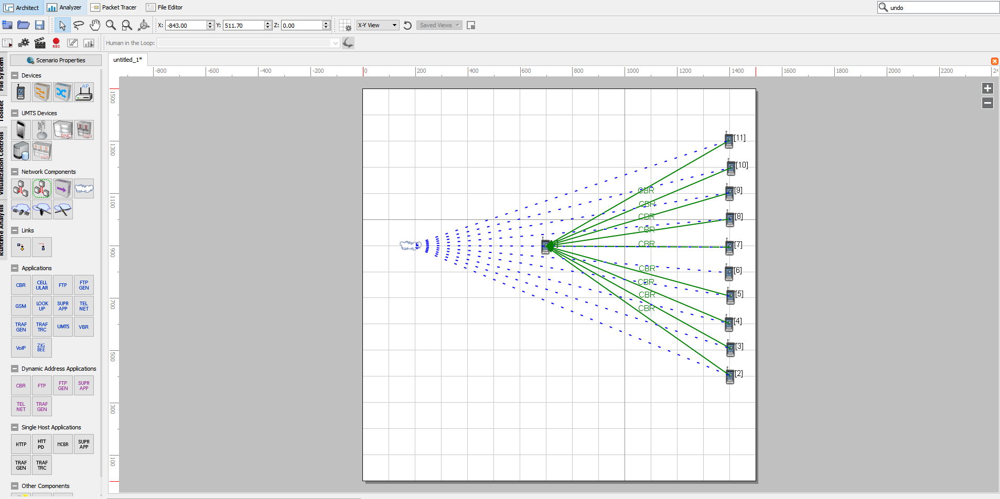 Architect
Analyzer
Packet Tracer
File Editor
undo
X: -843.00
Y: 511.70
Z: 0.00
X-Y View
Saved Views
REC
Human in the Loop:
File System
Toolset
Visualization Controls
Runtime Analysis
Scenario Properties
untitled_1*
-800 -600 -400 -200 0 200 400 600 800 1000 1200 1400 1600 1800 2000 2200 24
1500
1300
1100
900
700
500
300
100
Devices
AP
UMTS Devices
RNC
Network Components
Links
Applications
CBR
CELL ULAR
FTP
FTP GEN
GSM
LOOK UP
SUPR APP
TEL NET
TRAF GEN
TRAF TRC
UMTS
VBR
VoIP
ZIG BEE
Dynamic Address Applications
CBR
FTP
FTP GEN
SUPR APP
TEL NET
TRAF GEN
Single Host Applications
HTTP
HTT PD
MCBR
SUPR APP
TRAF GEN
TRAF TRC
Other Components
[11]
[10]
[9]
[8]
[7]
[6]
[5]
[4]
[3]
[2]
CBR
CBR
CBR
CBR
CBR
CBR
CBR
CBR
CBR